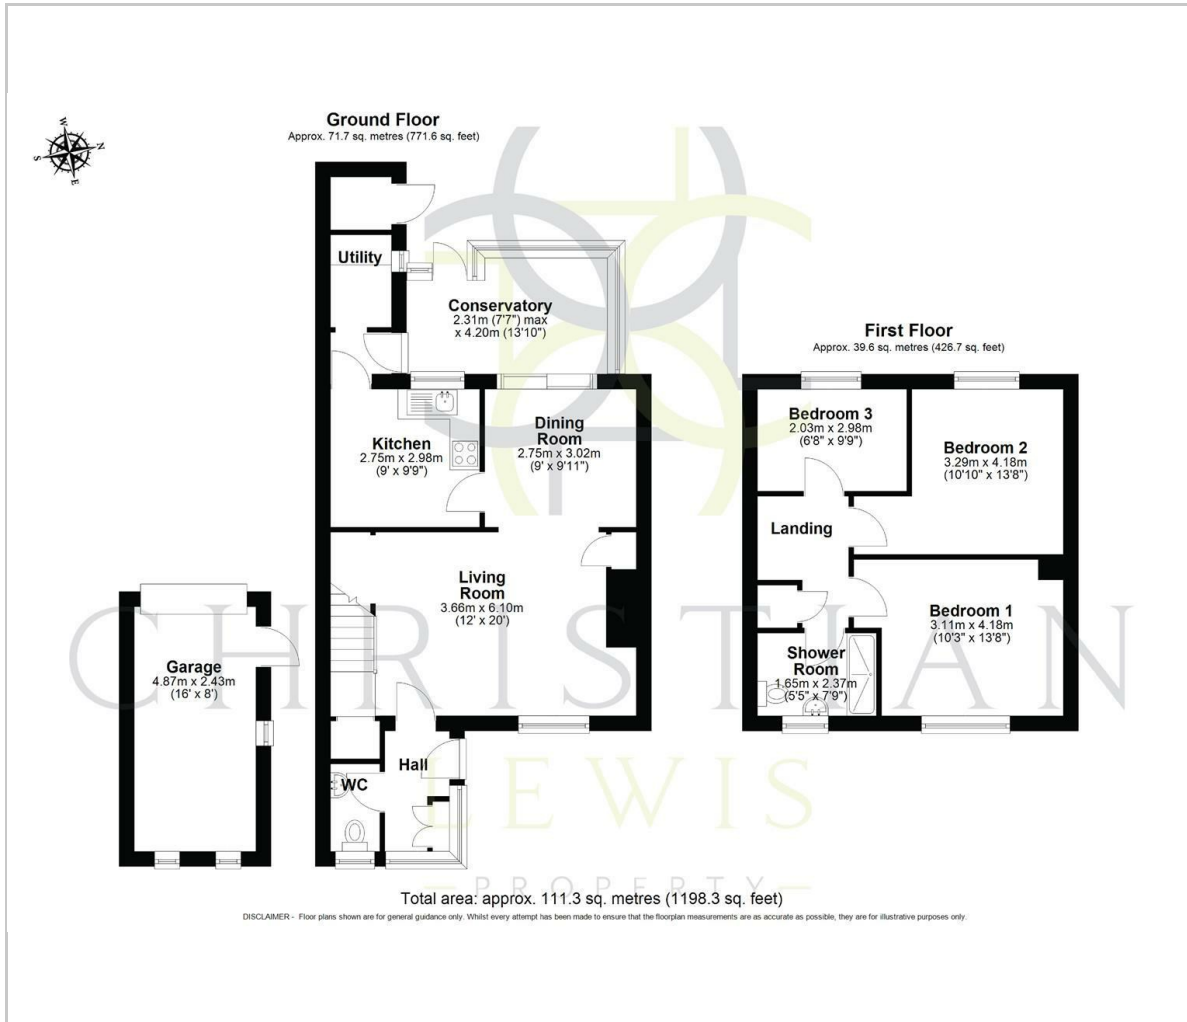 Ground Floor
Approx. 71.7 sq. metres (771.6 sq. feet)
W
N
S
E
Utility
Conservatory
2.31m (7'7") max
x 4.20m (13'10")
First Floor
Approx. 39.6 sq. metres (426.7 sq. feet)
Kitchen
2.75m x 2.98m
(9' x 9'9")
Dining
Room
2.75m x 3.02m
(9' x 9'11")
Bedroom 3
2.03m x 2.98m
(6'8" x 9'9")
Bedroom 2
3.29m x 4.18m
(10'10" x 13'8")
Landing
Living
Room
3.66m x 6.10m
(12' x 20')
Bedroom 1
3.11m x 4.18m
(10'3" x 13'8")
Garage
4.87m x 2.43m
(16' x 8')
Shower
Room
1.65m x 2.37m
(5'5" x 7'9")
CHRISTIAN
Hall
WC
LEWIS
PROPERTY
Total area: approx. 111.3 sq. metres (1198.3 sq. feet)
DISCLAIMER - Floor plans shown are for general guidance only. Whilst every attempt has been made to ensure that the floorplan measurements are as accurate as possible, they are for illustrative purposes only.